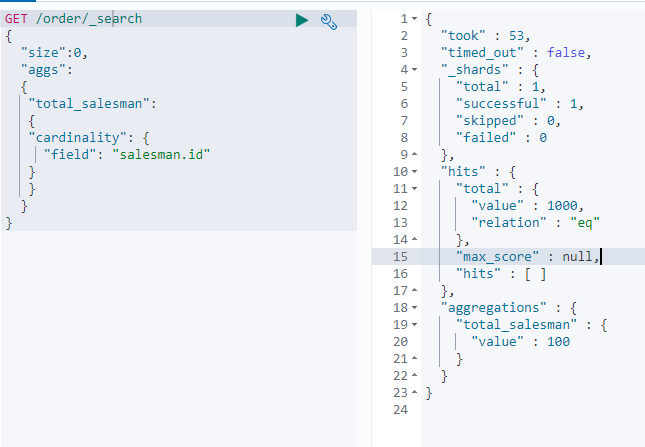 GET /order/_search
{
"size":0,
"aggs":
{
"total_salesman":
{
"cardinality": {
"field": "salesman.id"
}
}
}
}
1 {
2 "took" : 53,
3 "timed_out" : false,
4 "_shards" : {
5 "total" : 1,
6 "successful" : 1,
7 "skipped" : 0,
8 "failed" : 0
9 },
10 "hits" : {
11 "total" : {
12 "value" : 1000,
13 "relation" : "eq"
14 },
15 "max_score" : null,
16 "hits" : [ ]
17 },
18 "aggregations" : {
19 "total_salesman" : {
20 "value" : 100
21 }
22 }
23 }
24